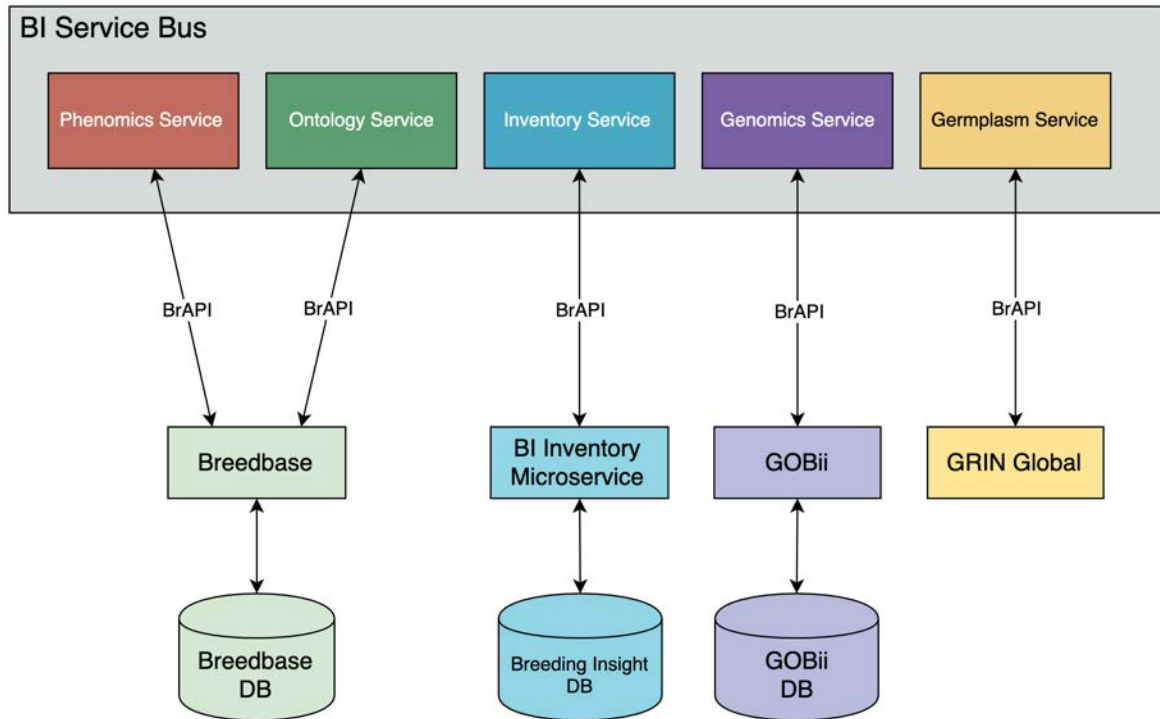 BI Service Bus
Phenomics Service
Ontology Service
Inventory Service
Genomics Service
Germplasm Service
BrAPI
BrAPI
BrAPI
BrAPI
BrAPI
Breedbase
BI Inventory
Microservice
GOBii
GRIN Global
Breedbase
DB
Breeding Insight
DB
GOBii
DB